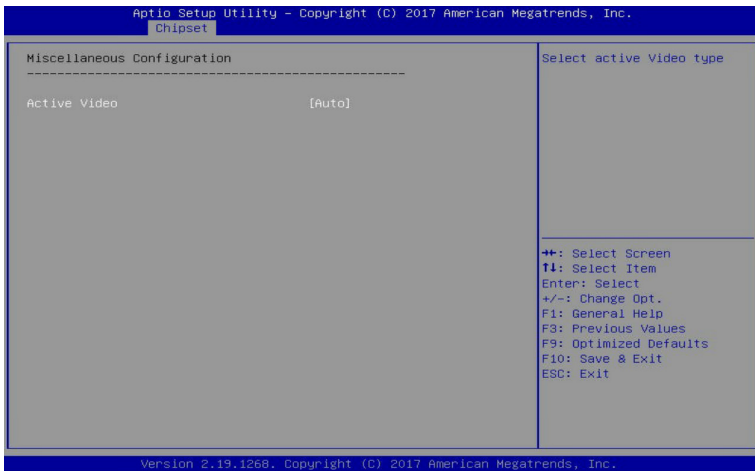 Aptio Setup Utility – Copyright (C) 2017 American Megatrends, Inc.
Chipset
Miscellaneous Configuration
--------------------------------------------------
Active Video [Auto]
Select active Video type
→←: Select Screen
↑↓: Select Item
Enter: Select
+/-: Change Opt.
F1: General Help
F3: Previous Values
F9: Optimized Defaults
F10: Save & Exit
ESC: Exit
Version 2.19.1268. Copyright (C) 2017 American Megatrends, Inc.